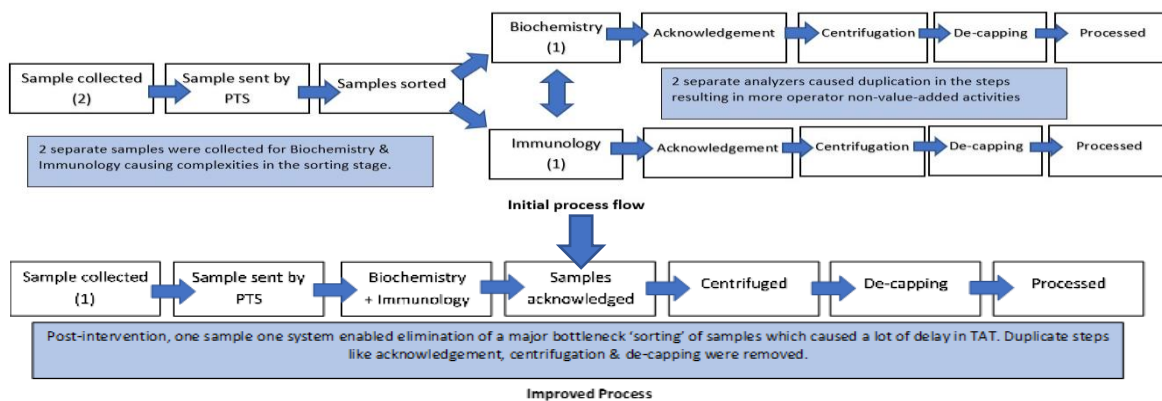 Biochemistry
(1)
Acknowledgement
Centrifugation
De-capping
Processed
Sample collected
(2)
Sample sent by
PTS
Samples sorted
2 separate analyzers caused duplication in the steps
resulting in more operator non-value-added activities
2 separate samples were collected for Biochemistry &
Immunology causing complexities in the sorting stage.
Immunology
(1)
Acknowledgement
Centrifugation
De-capping
Processed
Initial process flow
Sample collected
(1)
Sample sent by
PTS
Biochemistry
+ Immunology
Samples
acknowledged
Centrifuged
De-capping
Processed
Post-intervention, one sample one system enabled elimination of a major bottleneck ‘sorting’ of samples which caused a lot of delay in TAT. Duplicate steps
like acknowledgement, centrifugation & de-capping were removed.
Improved Process